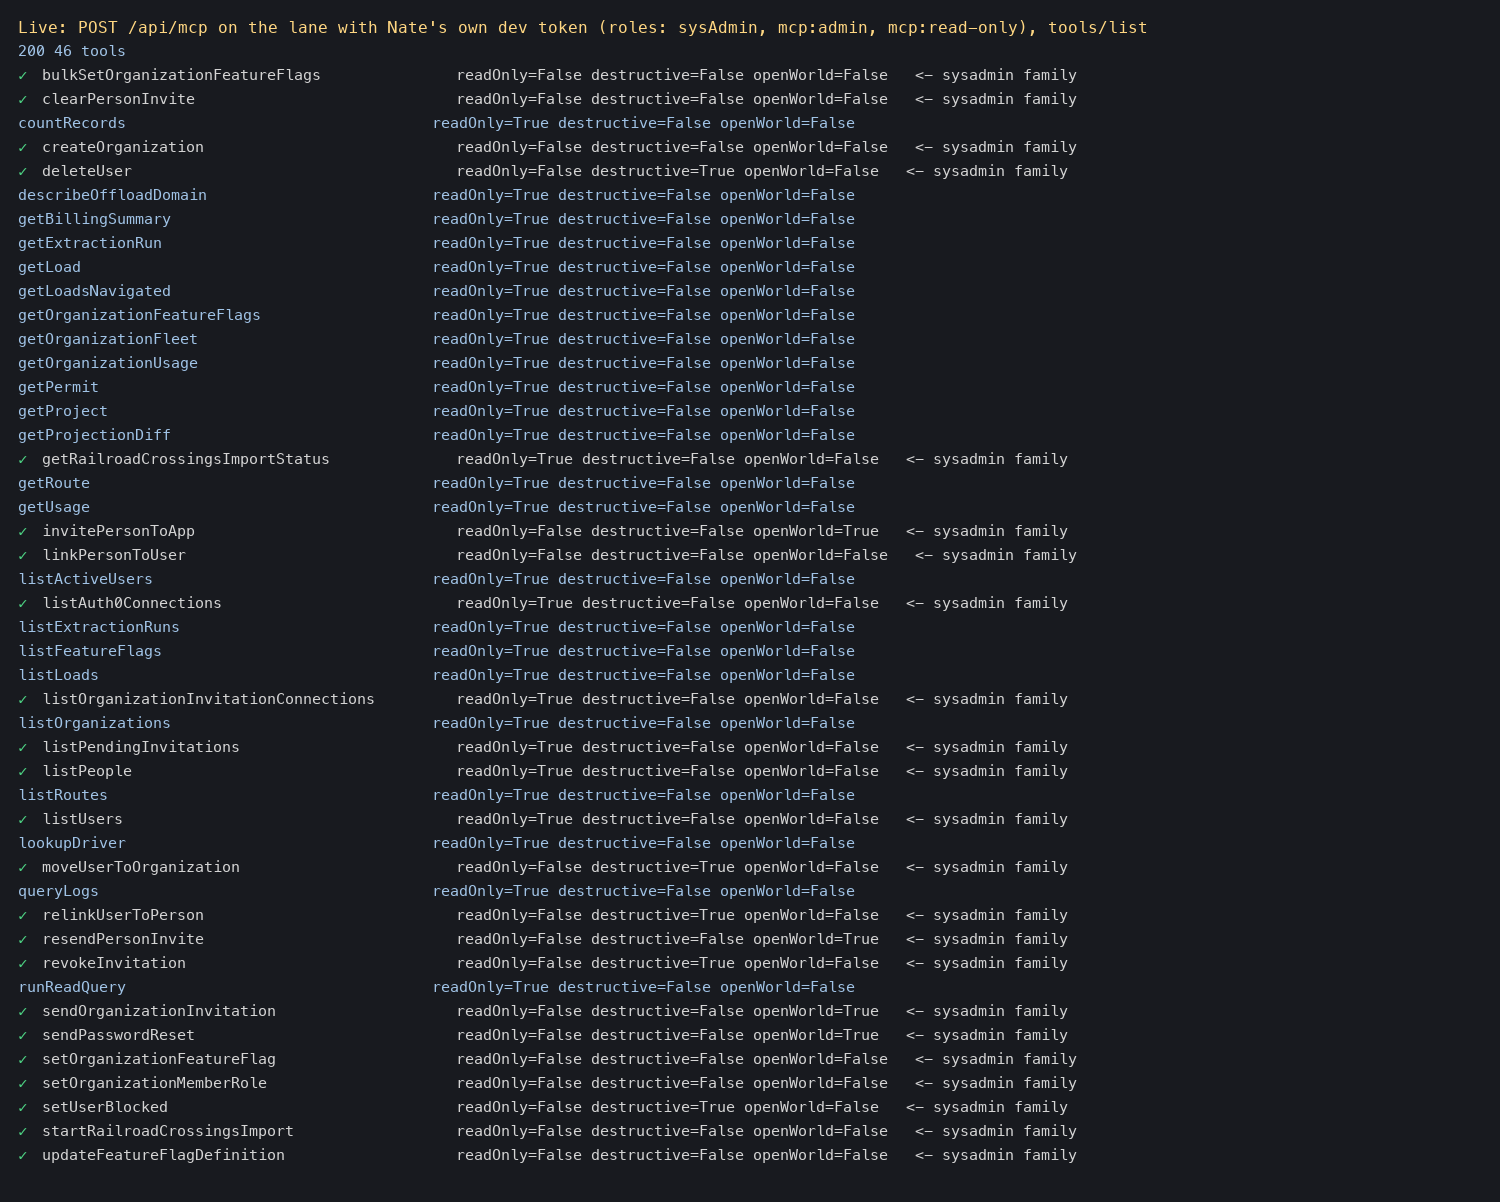 Live: POST /api/mcp on the lane with Nate's own dev token (roles: sysAdmin, mcp:admin, mcp:read-only), tools/list
200 46 tools
✓ bulkSetOrganizationFeatureFlags readOnly=False destructive=False openWorld=False <- sysadmin family
✓ clearPersonInvite readOnly=False destructive=False openWorld=False <- sysadmin family
countRecords readOnly=True destructive=False openWorld=False
✓ createOrganization readOnly=False destructive=False openWorld=False <- sysadmin family
✓ deleteUser readOnly=False destructive=True openWorld=False <- sysadmin family
describeOffloadDomain readOnly=True destructive=False openWorld=False
getBillingSummary readOnly=True destructive=False openWorld=False
getExtractionRun readOnly=True destructive=False openWorld=False
getLoad readOnly=True destructive=False openWorld=False
getLoadsNavigated readOnly=True destructive=False openWorld=False
getOrganizationFeatureFlags readOnly=True destructive=False openWorld=False
getOrganizationFleet readOnly=True destructive=False openWorld=False
getOrganizationUsage readOnly=True destructive=False openWorld=False
getPermit readOnly=True destructive=False openWorld=False
getProject readOnly=True destructive=False openWorld=False
getProjectionDiff readOnly=True destructive=False openWorld=False
✓ getRailroadCrossingsImportStatus readOnly=True destructive=False openWorld=False <- sysadmin family
getRoute readOnly=True destructive=False openWorld=False
getUsage readOnly=True destructive=False openWorld=False
✓ invitePersonToApp readOnly=False destructive=False openWorld=True <- sysadmin family
✓ linkPersonToUser readOnly=False destructive=False openWorld=False <- sysadmin family
listActiveUsers readOnly=True destructive=False openWorld=False
✓ listAuth0Connections readOnly=True destructive=False openWorld=False <- sysadmin family
listExtractionRuns readOnly=True destructive=False openWorld=False
listFeatureFlags readOnly=True destructive=False openWorld=False
listLoads readOnly=True destructive=False openWorld=False
✓ listOrganizationInvitationConnections readOnly=True destructive=False openWorld=False <- sysadmin family
listOrganizations readOnly=True destructive=False openWorld=False
✓ listPendingInvitations readOnly=True destructive=False openWorld=False <- sysadmin family
✓ listPeople readOnly=True destructive=False openWorld=False <- sysadmin family
listRoutes readOnly=True destructive=False openWorld=False
✓ listUsers readOnly=True destructive=False openWorld=False <- sysadmin family
lookupDriver readOnly=True destructive=False openWorld=False
✓ moveUserToOrganization readOnly=False destructive=True openWorld=False <- sysadmin family
queryLogs readOnly=True destructive=False openWorld=False
✓ relinkUserToPerson readOnly=False destructive=True openWorld=False <- sysadmin family
✓ resendPersonInvite readOnly=False destructive=False openWorld=True <- sysadmin family
✓ revokeInvitation readOnly=False destructive=True openWorld=False <- sysadmin family
runReadQuery readOnly=True destructive=False openWorld=False
✓ sendOrganizationInvitation readOnly=False destructive=False openWorld=True <- sysadmin family
✓ sendPasswordReset readOnly=False destructive=False openWorld=True <- sysadmin family
✓ setOrganizationFeatureFlag readOnly=False destructive=False openWorld=False <- sysadmin family
✓ setOrganizationMemberRole readOnly=False destructive=False openWorld=False <- sysadmin family
✓ setUserBlocked readOnly=False destructive=True openWorld=False <- sysadmin family
✓ startRailroadCrossingsImport readOnly=False destructive=False openWorld=False <- sysadmin family
✓ updateFeatureFlagDefinition readOnly=False destructive=False openWorld=False <- sysadmin family